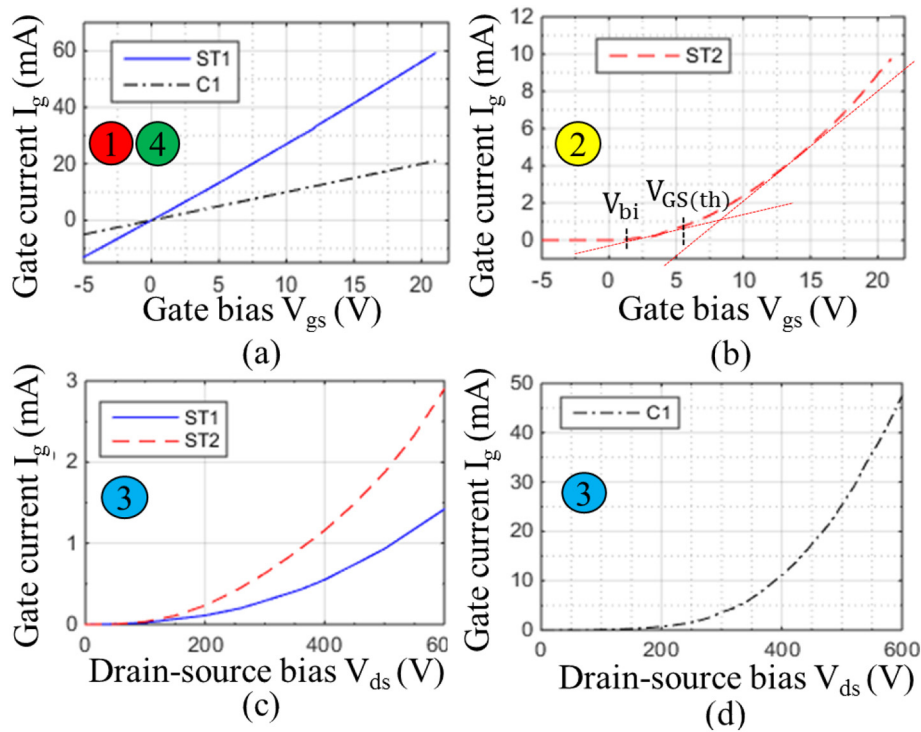 Gate current I_g (mA)
60
40
20
0
ST1
C1
1 4
-5 0 5 10 15 20
Gate bias V_gs (V)
(a)
Gate current I_g (mA)
12
10
8
6
4
2
0
ST2
2
V_bi
V_GS(th)
-5 0 5 10 15 20
Gate bias V_gs (V)
(b)
Gate current I_g (mA)
3
2
1
0
ST1
ST2
3
0 200 400 60
Drain-source bias V_ds (V)
(c)
Gate current I_g (mA)
50
40
30
20
10
0
C1
3
0 200 400 600
Drain-source bias V_ds (V)
(d)